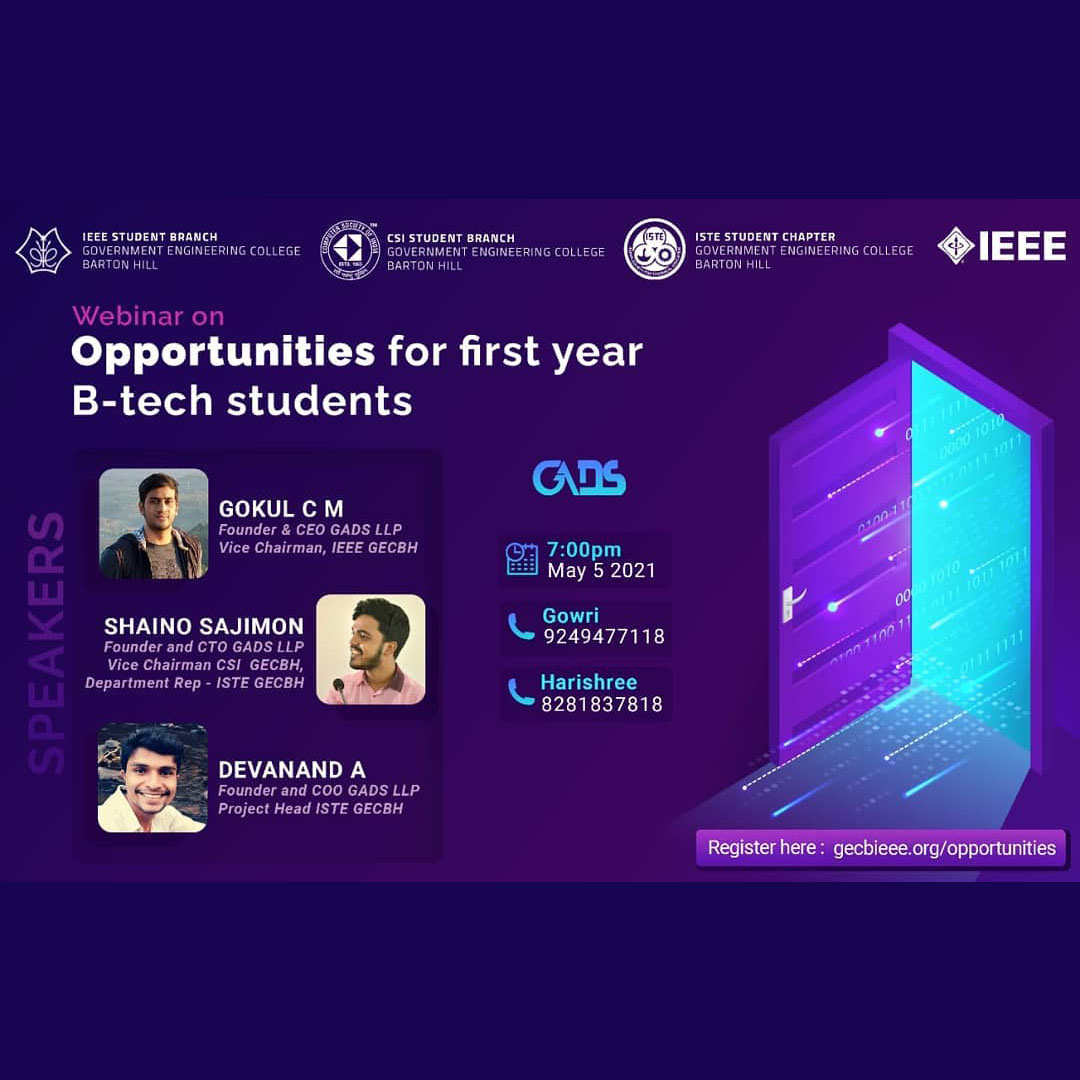 IEEE STUDENT BRANCH
GOVERNMENT ENGINEERING COLLEGE
BARTON HILL
CSI STUDENT BRANCH
GOVERNMENT ENGINEERING COLLEGE
BARTON HILL
ISTE
ISTE STUDENT CHAPTER
GOVERNMENT ENGINEERING COLLEGE
BARTON HILL
IEEE
Webinar on
Opportunities for first year
B-tech students
SPEAKERS
GOKUL C M
Founder & CEO GADS LLP
Vice Chairman, IEEE GECBH
SHAINO SAJIMON
Founder and CTO GADS LLP
Vice Chairman CSI GECBH,
Department Rep - ISTE GECBH
DEVANAND A
Founder and COO GADS LLP
Project Head ISTE GECBH
GADS
7:00pm
May 5 2021
Gowri
9249477118
Harishree
8281837818
Register here : gecbieee.org/opportunities